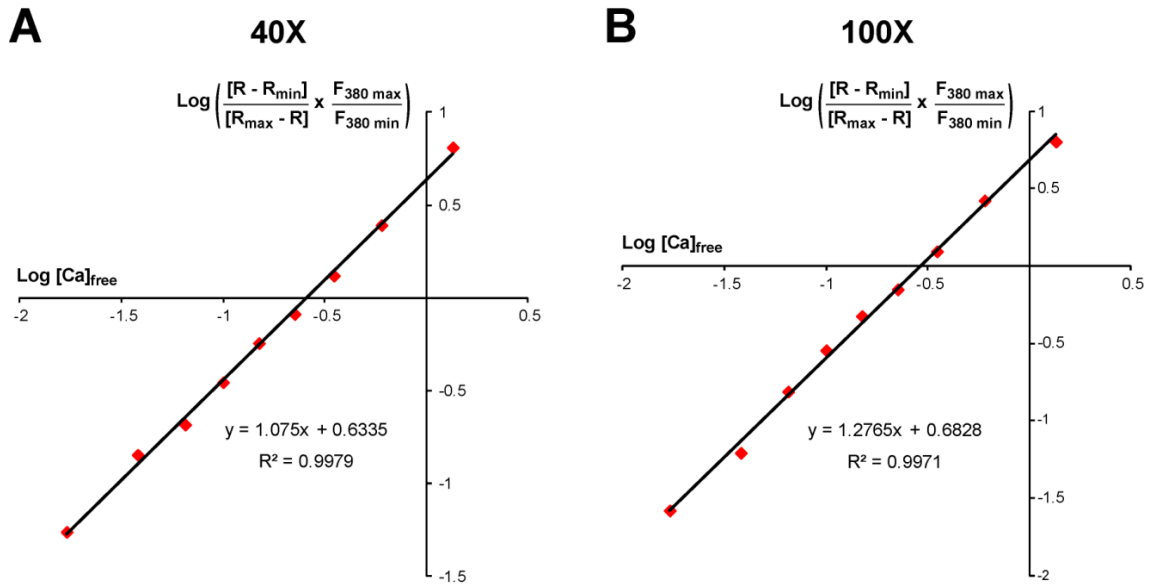 A
40X
Log ( [R - Rmin] / [Rmax - R] x F380 max / F380 min )
1
0.5
Log [Ca]free
-2
-1.5
-1
-0.5
0.5
-0.5
y = 1.075x + 0.6335
R² = 0.9979
-1
-1.5
B
100X
Log ( [R - Rmin] / [Rmax - R] x F380 max / F380 min )
1
0.5
Log [Ca]free
-2
-1.5
-1
-0.5
0.5
-0.5
-1
y = 1.2765x + 0.6828
R² = 0.9971
-1.5
-2